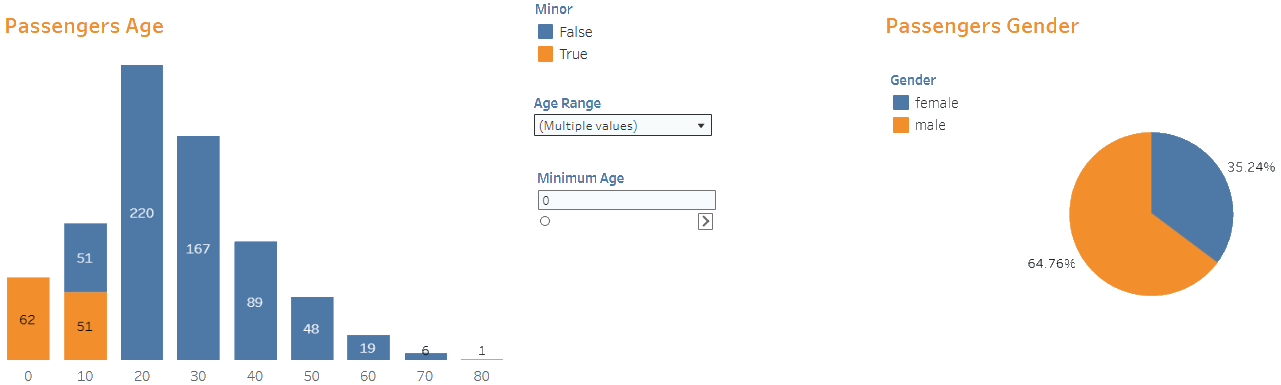 Passengers Age
220
167
51
89
62
51
48
19
6
1
0 10 20 30 40 50 60 70 80
Minor
False
True
Age Range
(Multiple values)
Minimum Age
0
Passengers Gender
Gender
female
male
35.24%
64.76%